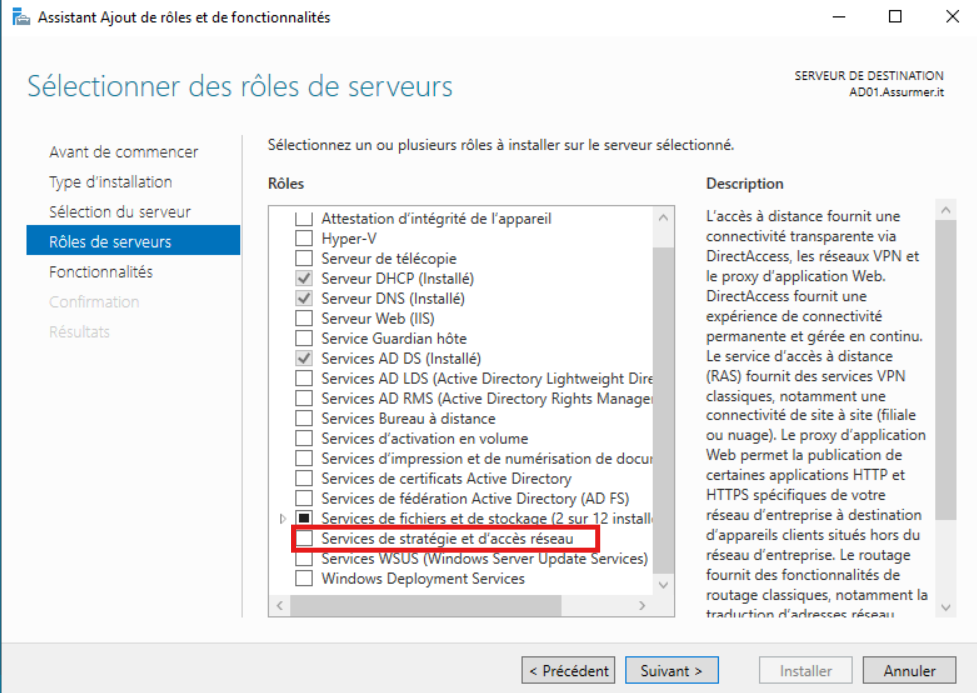 Assistant Ajout de rôles et de fonctionnalités
Sélectionner des rôles de serveurs
SERVEUR DE DESTINATION
AD01.Assurmer.it
Avant de commencer
Type d'installation
Sélection du serveur
Rôles de serveurs
Fonctionnalités
Confirmation
Résultats
Sélectionnez un ou plusieurs rôles à installer sur le serveur sélectionné.
Rôles
Attestation d'intégrité de l'appareil
Hyper-V
Serveur de télécopie
Serveur DHCP (Installé)
Serveur DNS (Installé)
Serveur Web (IIS)
Service Guardian hôte
Services AD DS (Installé)
Services AD LDS (Active Directory Lightweight Dire
Services AD RMS (Active Directory Rights Manager
Services Bureau à distance
Services d'activation en volume
Services d'impression et de numérisation de docur
Services de certificats Active Directory
Services de fédération Active Directory (AD FS)
Services de fichiers et de stockage (2 sur 12 install
Services de stratégie et d'accès réseau
Services WSUS (Windows Server Update Services)
Windows Deployment Services
Description
L'accès à distance fournit une
connectivité transparente via
DirectAccess, les réseaux VPN et
le proxy d'application Web.
DirectAccess fournit une
expérience de connectivité
permanente et gérée en continu.
Le service d'accès à distance
(RAS) fournit des services VPN
classiques, notamment une
connectivité de site à site (filiale
ou nuage). Le proxy d'application
Web permet la publication de
certaines applications HTTP et
HTTPS spécifiques de votre
réseau d'entreprise à destination
d'appareils clients situés hors du
réseau d'entreprise. Le routage
fournit des fonctionnalités de
routage classiques, notamment la
traduction d'adresses réseau
< Précédent
Suivant >
Installer
Annuler